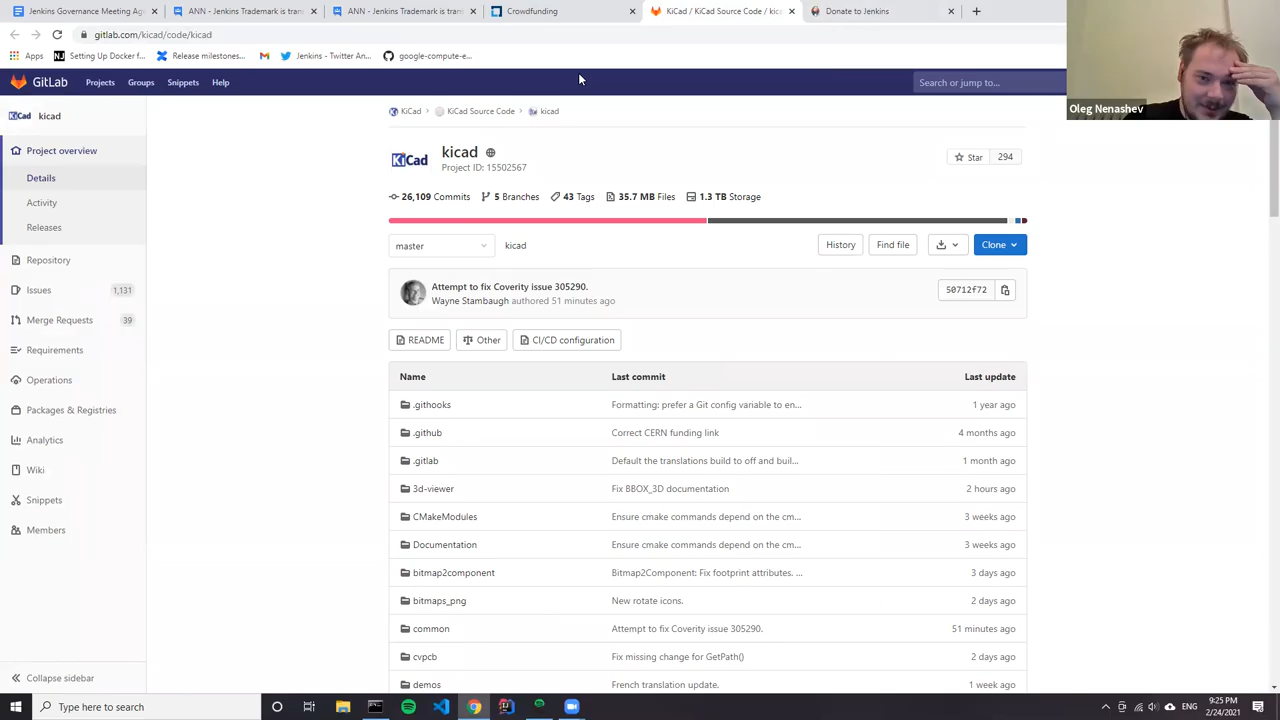 Jenkins Governance Meeting Ag
ANN - Jenkins Trademark is tran
ANN - Jenkins Trademark is tran
Crowdfunding
KiCad / KiCad Source Code / kica
Donate to Jenkins
gitlab.com/kicad/code/kicad
Apps
Setting Up Docker f...
Release milestones...
Jenkins - Twitter An...
google-compute-e...
GitLab
Projects
Groups
Snippets
Help
Search or jump to...
Oleg Nenashev
KiCad kicad
Project overview
Details
Activity
Releases
Repository
Issues 1,131
Merge Requests 39
Requirements
Operations
Packages & Registries
Analytics
Wiki
Snippets
Members
Collapse sidebar
KiCad › KiCad Source Code › kicad
KiCad
kicad
Project ID: 15502567
Star 294
26,109 Commits 5 Branches 43 Tags 35.7 MB Files 1.3 TB Storage
master kicad History Find file Clone
Attempt to fix Coverity issue 305290.
Wayne Stambaugh authored 51 minutes ago
50712f72
README Other CI/CD configuration
Name Last commit Last update
.githooks Formatting: prefer a Git config variable to en... 1 year ago
.github Correct CERN funding link 4 months ago
.gitlab Default the translations build to off and buil... 1 month ago
3d-viewer Fix BBOX_3D documentation 2 hours ago
CMakeModules Ensure cmake commands depend on the cm... 3 weeks ago
Documentation Ensure cmake commands depend on the cm... 3 weeks ago
bitmap2component Bitmap2Component: Fix footprint attributes. ... 3 days ago
bitmaps_png New rotate icons. 2 days ago
common Attempt to fix Coverity issue 305290. 51 minutes ago
cvpcb Fix missing change for GetPath() 2 days ago
demos French translation update. 1 week ago
Type here to search
ENG
9:25 PM
2/24/2021